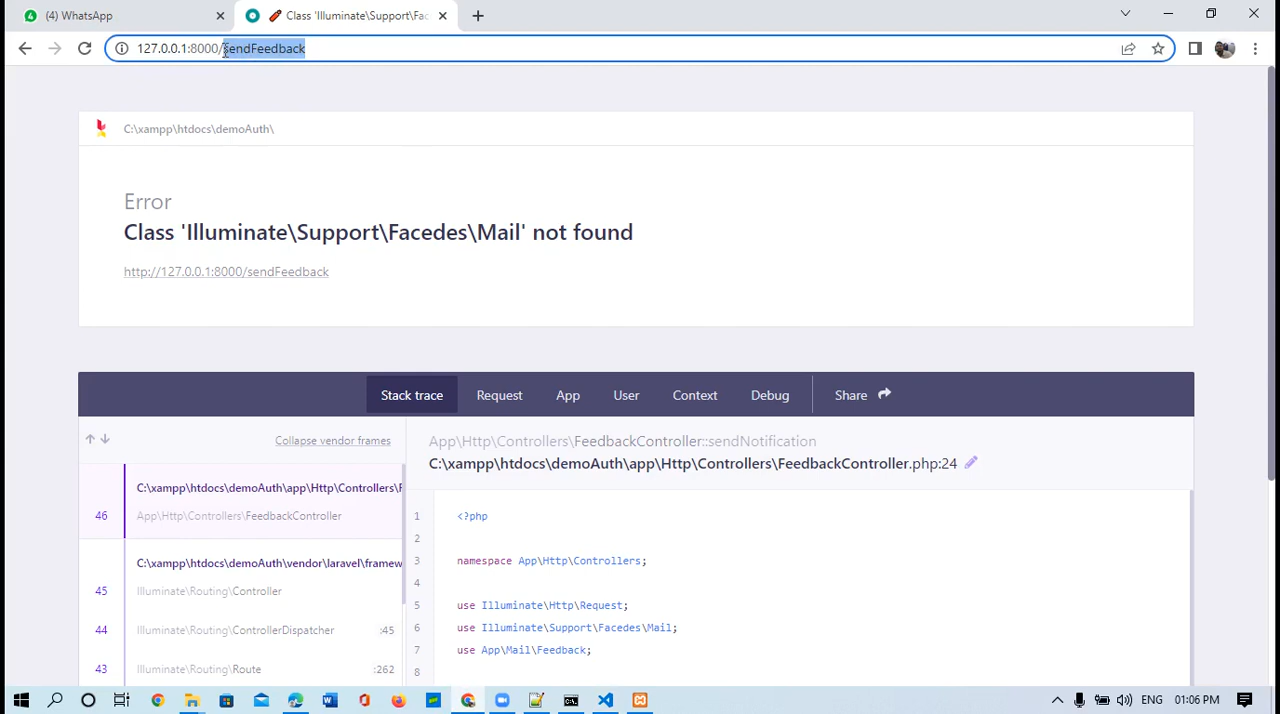 (4) WhatsApp
Class 'Illuminate\Support\Fac
127.0.0.1:8000/sendFeedback
C:\xampp\htdocs\demoAuth\
Error
Class 'Illuminate\Support\Facedes\Mail' not found
http://127.0.0.1:8000/sendFeedback
Stack trace Request App User Context Debug Share
Collapse vendor frames
App\Http\Controllers\FeedbackController::sendNotification
C:\xampp\htdocs\demoAuth\app\Http\Controllers\FeedbackController.php:24
C:\xampp\htdocs\demoAuth\app\Http\Controllers\F
46 App\Http\Controllers\FeedbackController
C:\xampp\htdocs\demoAuth\vendor\laravel\framew
45 Illuminate\Routing\Controller
44 Illuminate\Routing\ControllerDispatcher :45
43 Illuminate\Routing\Route :262
1 <?php
2
3 namespace App\Http\Controllers;
4
5 use Illuminate\Http\Request;
6 use Illuminate\Support\Facedes\Mail;
7 use App\Mail\Feedback;
8
ENG 01:06 PM